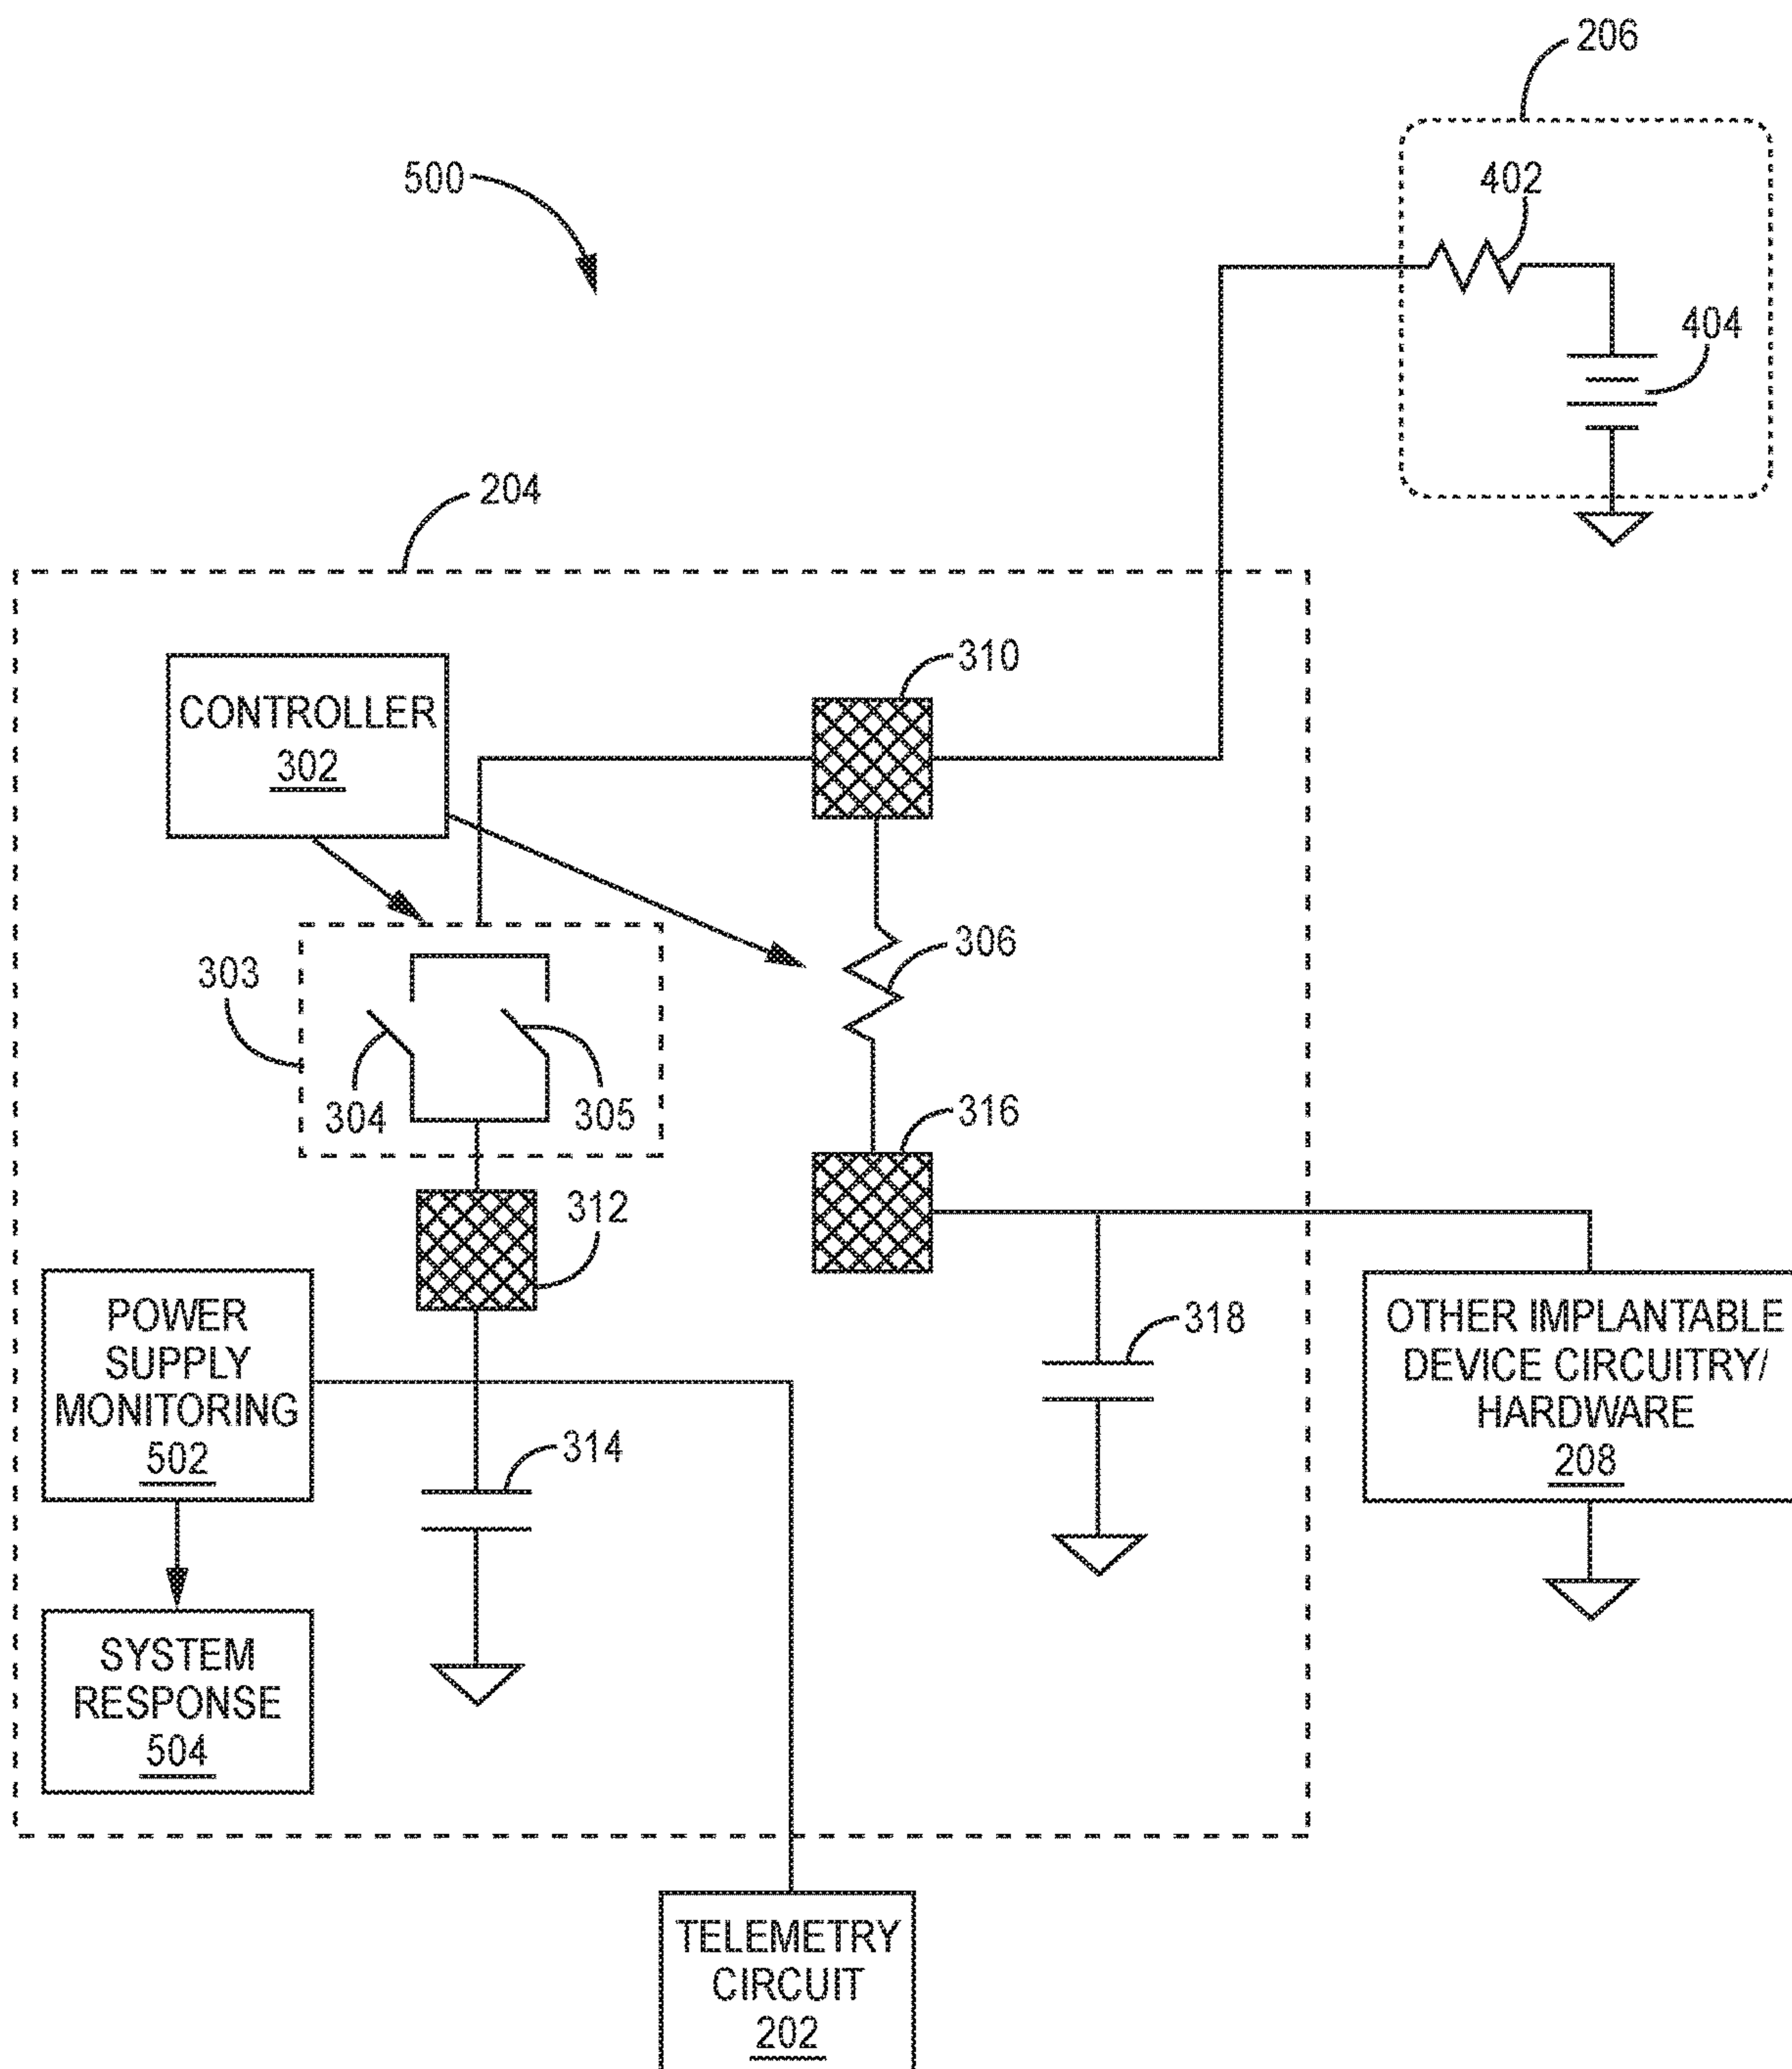 206
500
402
404
204
310
CONTROLLER
302
306
303
304
305
316
312
POWER
SUPPLY
MONITORING
502
318
OTHER IMPLANTABLE
DEVICE CIRCUITRY/
HARDWARE
208
314
SYSTEM
RESPONSE
504
TELEMETRY
CIRCUIT
202